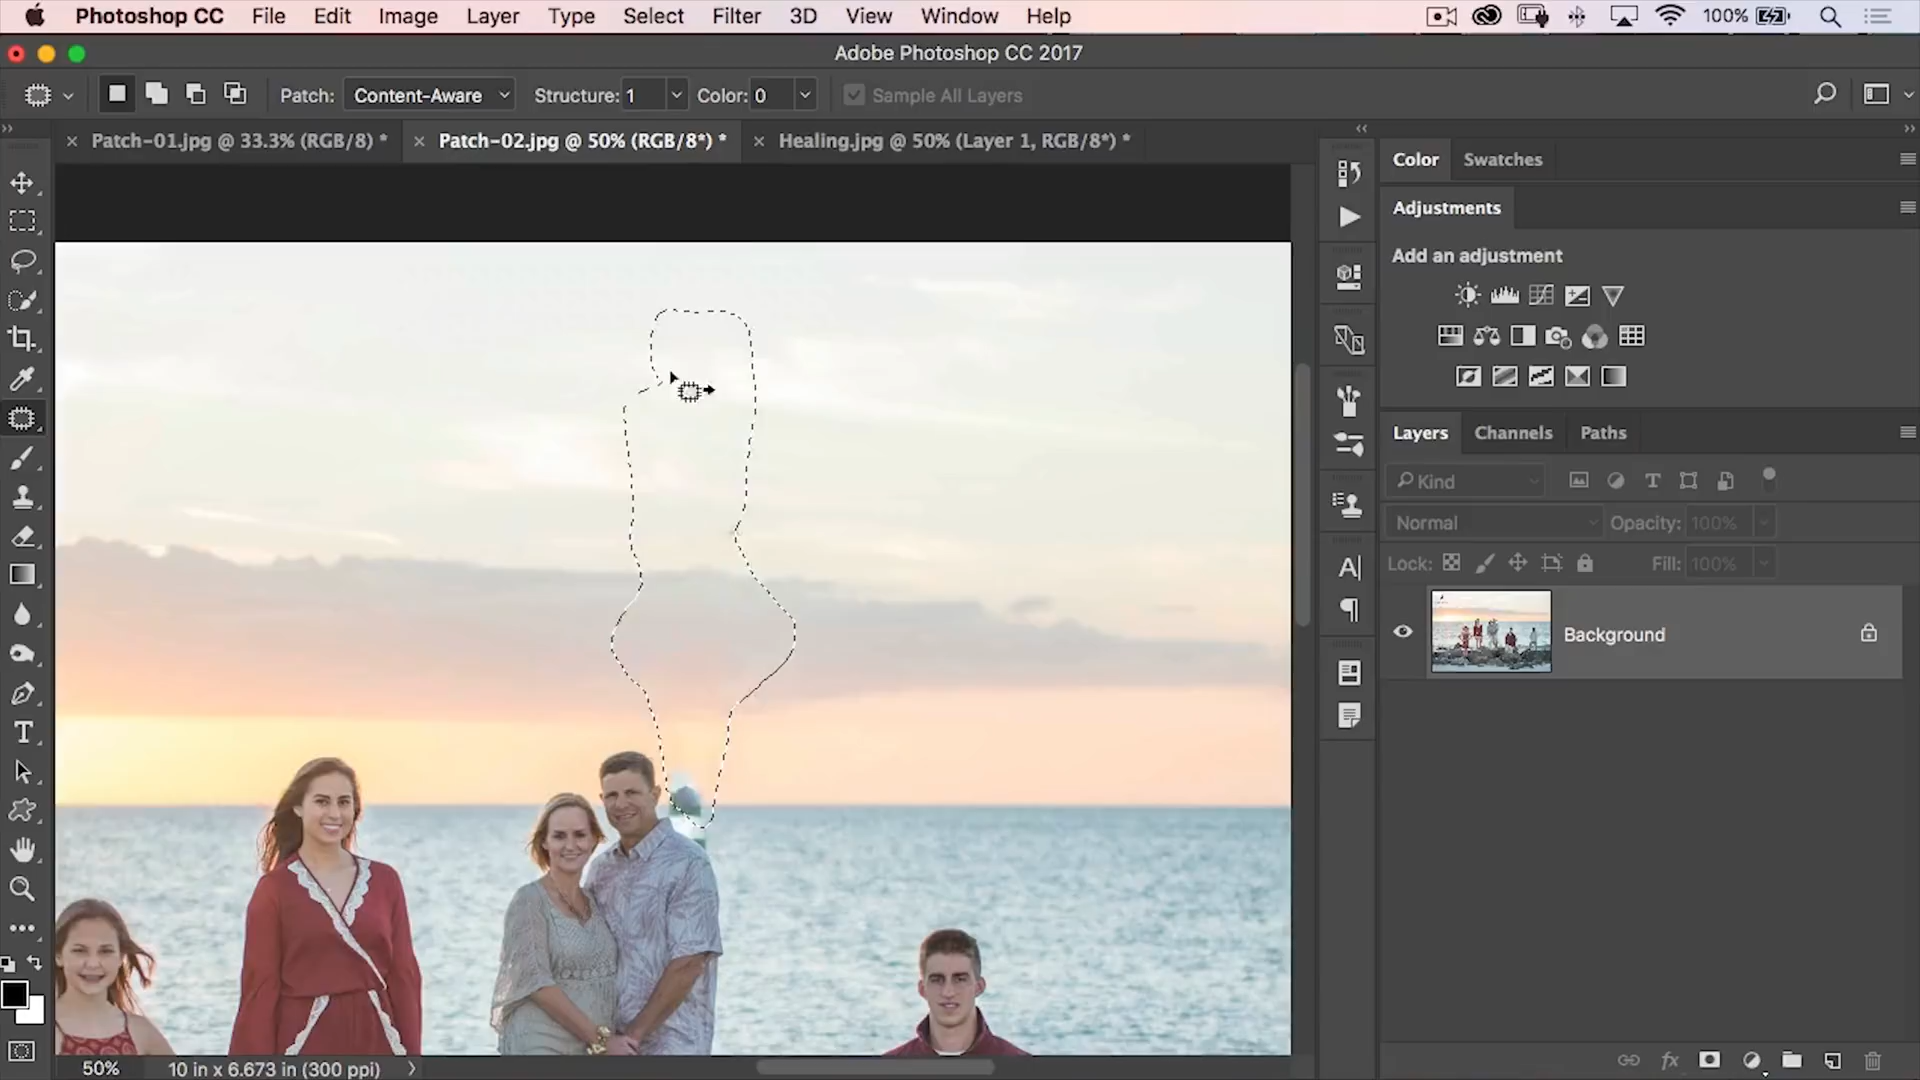 Photoshop CC File Edit Image Layer Type Select Filter 3D View Window Help 100%
Adobe Photoshop CC 2017
Patch: Content-Aware Structure: 1 Color: 0 Sample All Layers
Patch-01.jpg @ 33.3% (RGB/8) * Patch-02.jpg @ 50% (RGB/8*) * Healing.jpg @ 50% (Layer 1, RGB/8*) *
Color Swatches
Adjustments
Add an adjustment
Layers Channels Paths
Kind
Normal Opacity: 100%
Lock: Fill: 100%
Background
50% 10 in x 6.673 in (300 ppi)